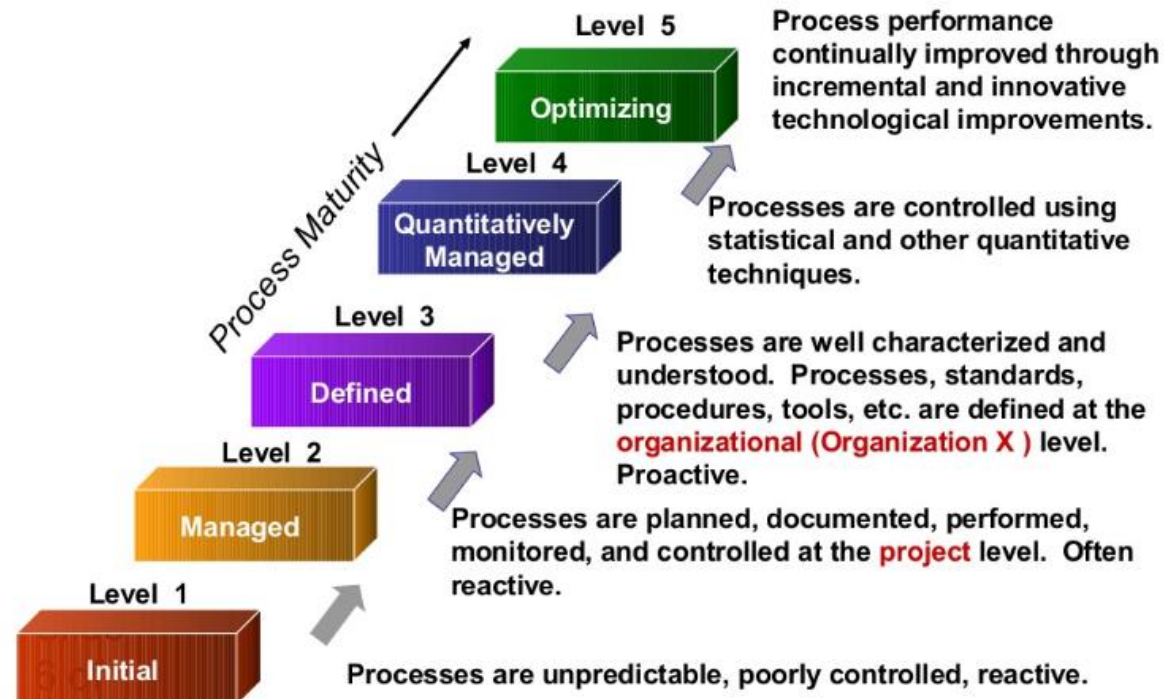 Level 5
Optimizing
Process performance
continually improved through
incremental and innovative
technological improvements.
Process Maturity
Level 4
Quantitatively
Managed
Processes are controlled using
statistical and other quantitative
techniques.
Level 3
Defined
Processes are well characterized and
understood. Processes, standards,
procedures, tools, etc. are defined at the
organizational (Organization X ) level.
Proactive.
Level 2
Managed
Processes are planned, documented, performed,
monitored, and controlled at the project level. Often
reactive.
Level 1
Initial
Processes are unpredictable, poorly controlled, reactive.